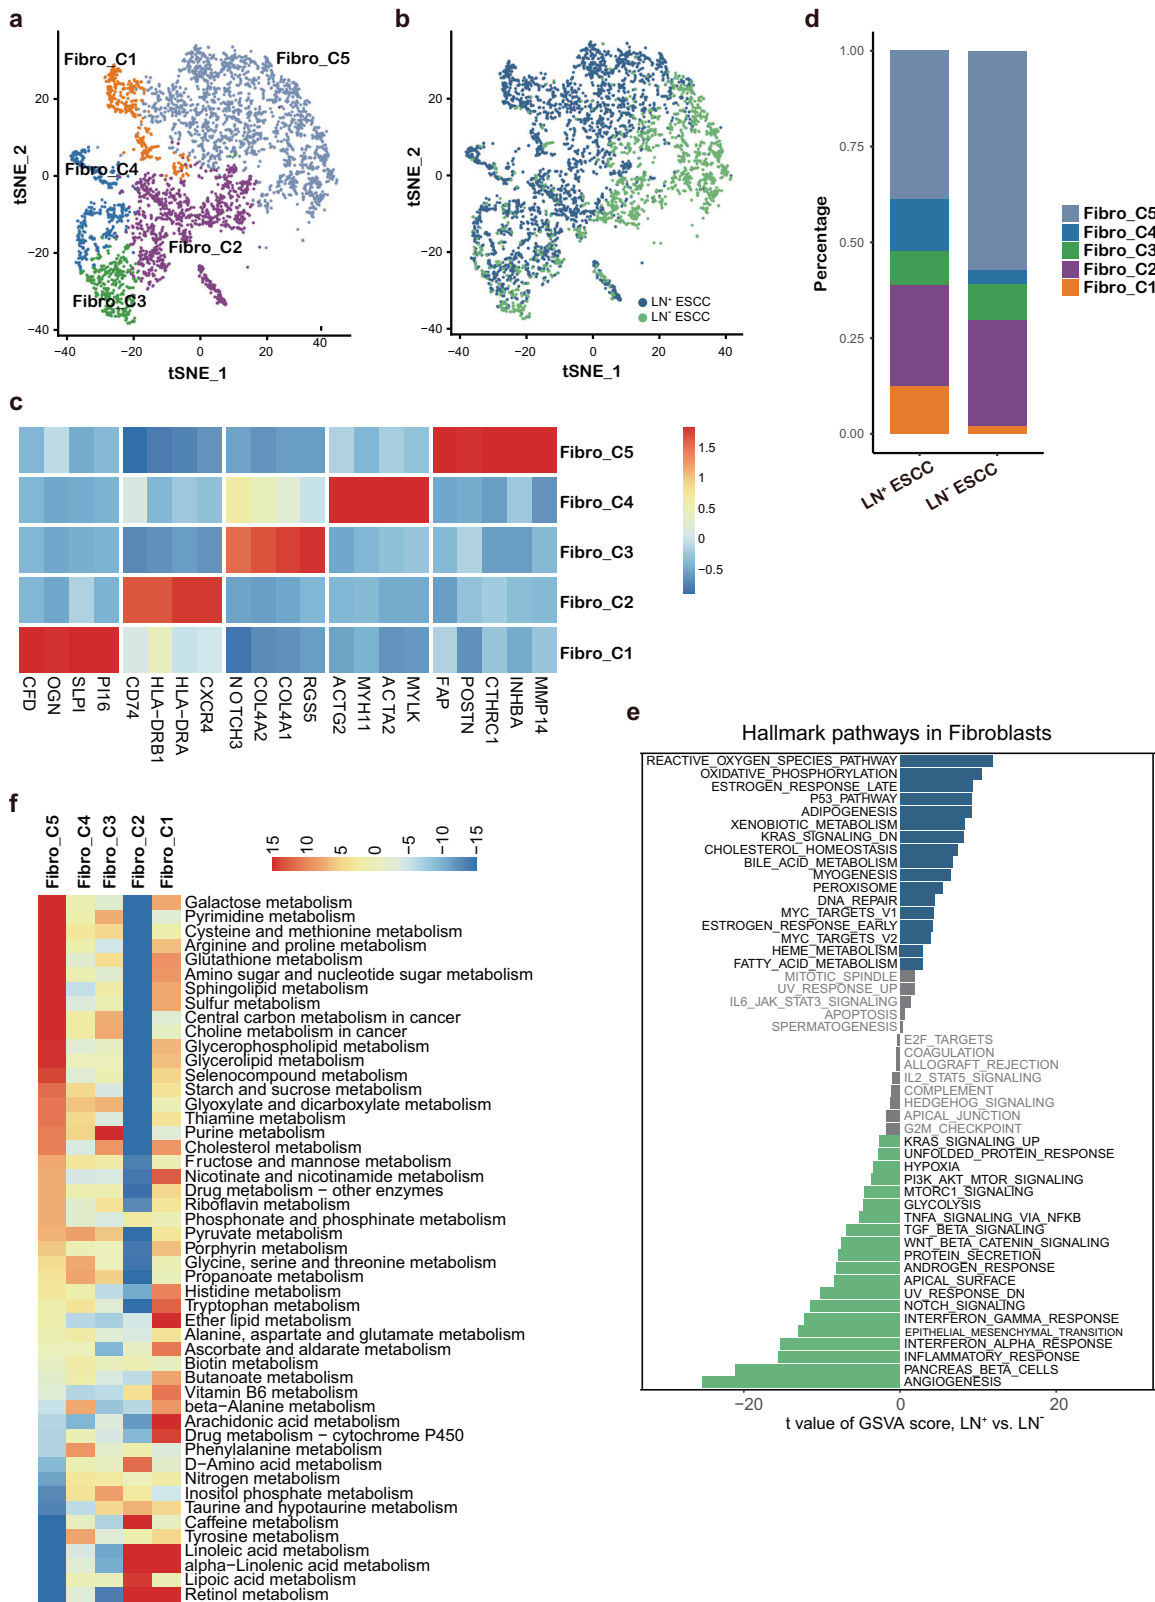 a
Fibro_C1
Fibro_C5
Fibro_C4
Fibro_C2
Fibro_C3
20
0
−20
−40
tSNE_2
−40
−20
0
20
40
tSNE_1
b
20
0
−20
−40
tSNE_2
LN⁺ ESCC
LN⁻ ESCC
−40
−20
0
20
40
tSNE_1
d
1.00
0.75
0.50
0.25
0.00
Percentage
LN⁺ ESCC
LN⁻ ESCC
Fibro_C5
Fibro_C4
Fibro_C3
Fibro_C2
Fibro_C1
c
Fibro_C5
Fibro_C4
Fibro_C3
Fibro_C2
Fibro_C1
1.5
1
0.5
0
−0.5
CFD
OGN
SLPI
PI16
CD74
HLA−DRB1
HLA−DRA
CXCR4
NOTCH3
COL4A2
COL4A1
RGS5
ACTG2
MYH11
ACTA2
MYLK
FAP
POSTN
CTHRC1
INHBA
MMP14
e
Hallmark pathways in Fibroblasts
REACTIVE_OXYGEN_SPECIES_PATHWAY
OXIDATIVE_PHOSPHORYLATION
ESTROGEN_RESPONSE_LATE
P53_PATHWAY
ADIPOGENESIS
XENOBIOTIC_METABOLISM
KRAS_SIGNALING_DN
CHOLESTEROL_HOMEOSTASIS
BILE_ACID_METABOLISM
MYOGENESIS
PEROXISOME
DNA_REPAIR
MYC_TARGETS_V1
ESTROGEN_RESPONSE_EARLY
MYC_TARGETS_V2
HEME_METABOLISM
FATTY_ACID_METABOLISM
MITOTIC_SPINDLE
UV_RESPONSE_UP
IL6_JAK_STAT3_SIGNALING
APOPTOSIS
SPERMATOGENESIS
E2F_TARGETS
COAGULATION
ALLOGRAFT_REJECTION
IL2_STAT5_SIGNALING
COMPLEMENT
HEDGEHOG_SIGNALING
APICAL_JUNCTION
G2M_CHECKPOINT
KRAS_SIGNALING_UP
UNFOLDED_PROTEIN_RESPONSE
HYPOXIA
PI3K_AKT_MTOR_SIGNALING
MTORC1_SIGNALING
GLYCOLYSIS
TNFA_SIGNALING_VIA_NFKB
TGF_BETA_SIGNALING
WNT_BETA_CATENIN_SIGNALING
PROTEIN_SECRETION
ANDROGEN_RESPONSE
APICAL_SURFACE
UV_RESPONSE_DN
NOTCH_SIGNALING
INTERFERON_GAMMA_RESPONSE
EPITHELIAL_MESENCHYMAL_TRANSITION
INTERFERON_ALPHA_RESPONSE
INFLAMMATORY_RESPONSE
PANCREAS_BETA_CELLS
ANGIOGENESIS
−20
0
20
t value of GSVA score, LN⁺ vs. LN⁻
f
Fibro_C5
Fibro_C4
Fibro_C3
Fibro_C2
Fibro_C1
15
10
5
0
−5
−10
−15
Galactose metabolism
Pyrimidine metabolism
Cysteine and methionine metabolism
Arginine and proline metabolism
Glutathione metabolism
Amino sugar and nucleotide sugar metabolism
Sphingolipid metabolism
Sulfur metabolism
Central carbon metabolism in cancer
Choline metabolism in cancer
Glycerophospholipid metabolism
Glycerolipid metabolism
Selenocompound metabolism
Starch and sucrose metabolism
Glyoxylate and dicarboxylate metabolism
Thiamine metabolism
Purine metabolism
Cholesterol metabolism
Fructose and mannose metabolism
Nicotinate and nicotinamide metabolism
Drug metabolism − other enzymes
Riboflavin metabolism
Phosphonate and phosphinate metabolism
Pyruvate metabolism
Porphyrin metabolism
Glycine, serine and threonine metabolism
Propanoate metabolism
Histidine metabolism
Tryptophan metabolism
Ether lipid metabolism
Alanine, aspartate and glutamate metabolism
Ascorbate and aldarate metabolism
Biotin metabolism
Butanoate metabolism
Vitamin B6 metabolism
beta−Alanine metabolism
Arachidonic acid metabolism
Drug metabolism − cytochrome P450
Phenylalanine metabolism
D−Amino acid metabolism
Nitrogen metabolism
Inositol phosphate metabolism
Taurine and hypotaurine metabolism
Caffeine metabolism
Tyrosine metabolism
Linoleic acid metabolism
alpha−Linolenic acid metabolism
Lipoic acid metabolism
Retinol metabolism